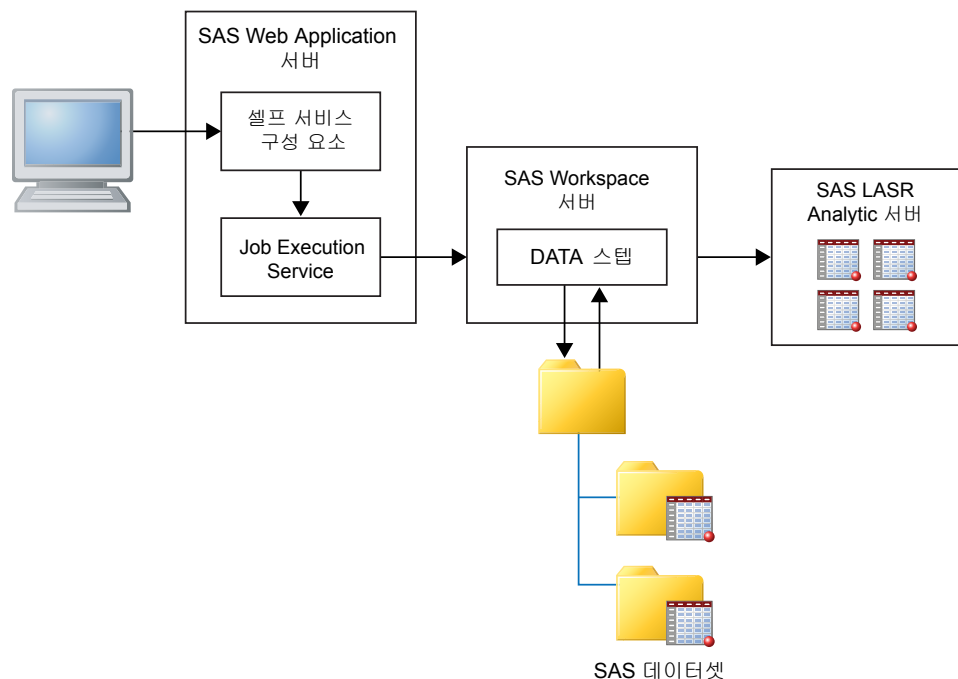 SAS Web Application
서버
셀프 서비스
구성 요소
Job Execution
Service
SAS Workspace
서버
DATA 스텝
SAS LASR
Analytic 서버
SAS 데이터셋